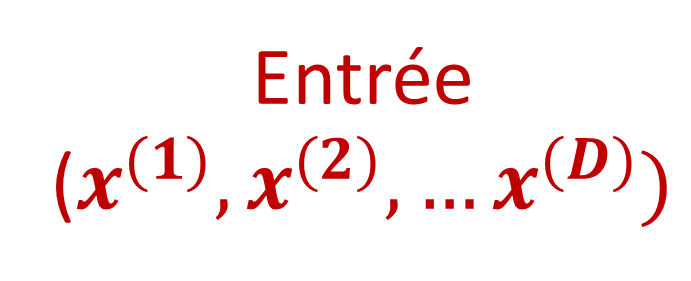 Entrée
(x^(1), x^(2), … x^(D))